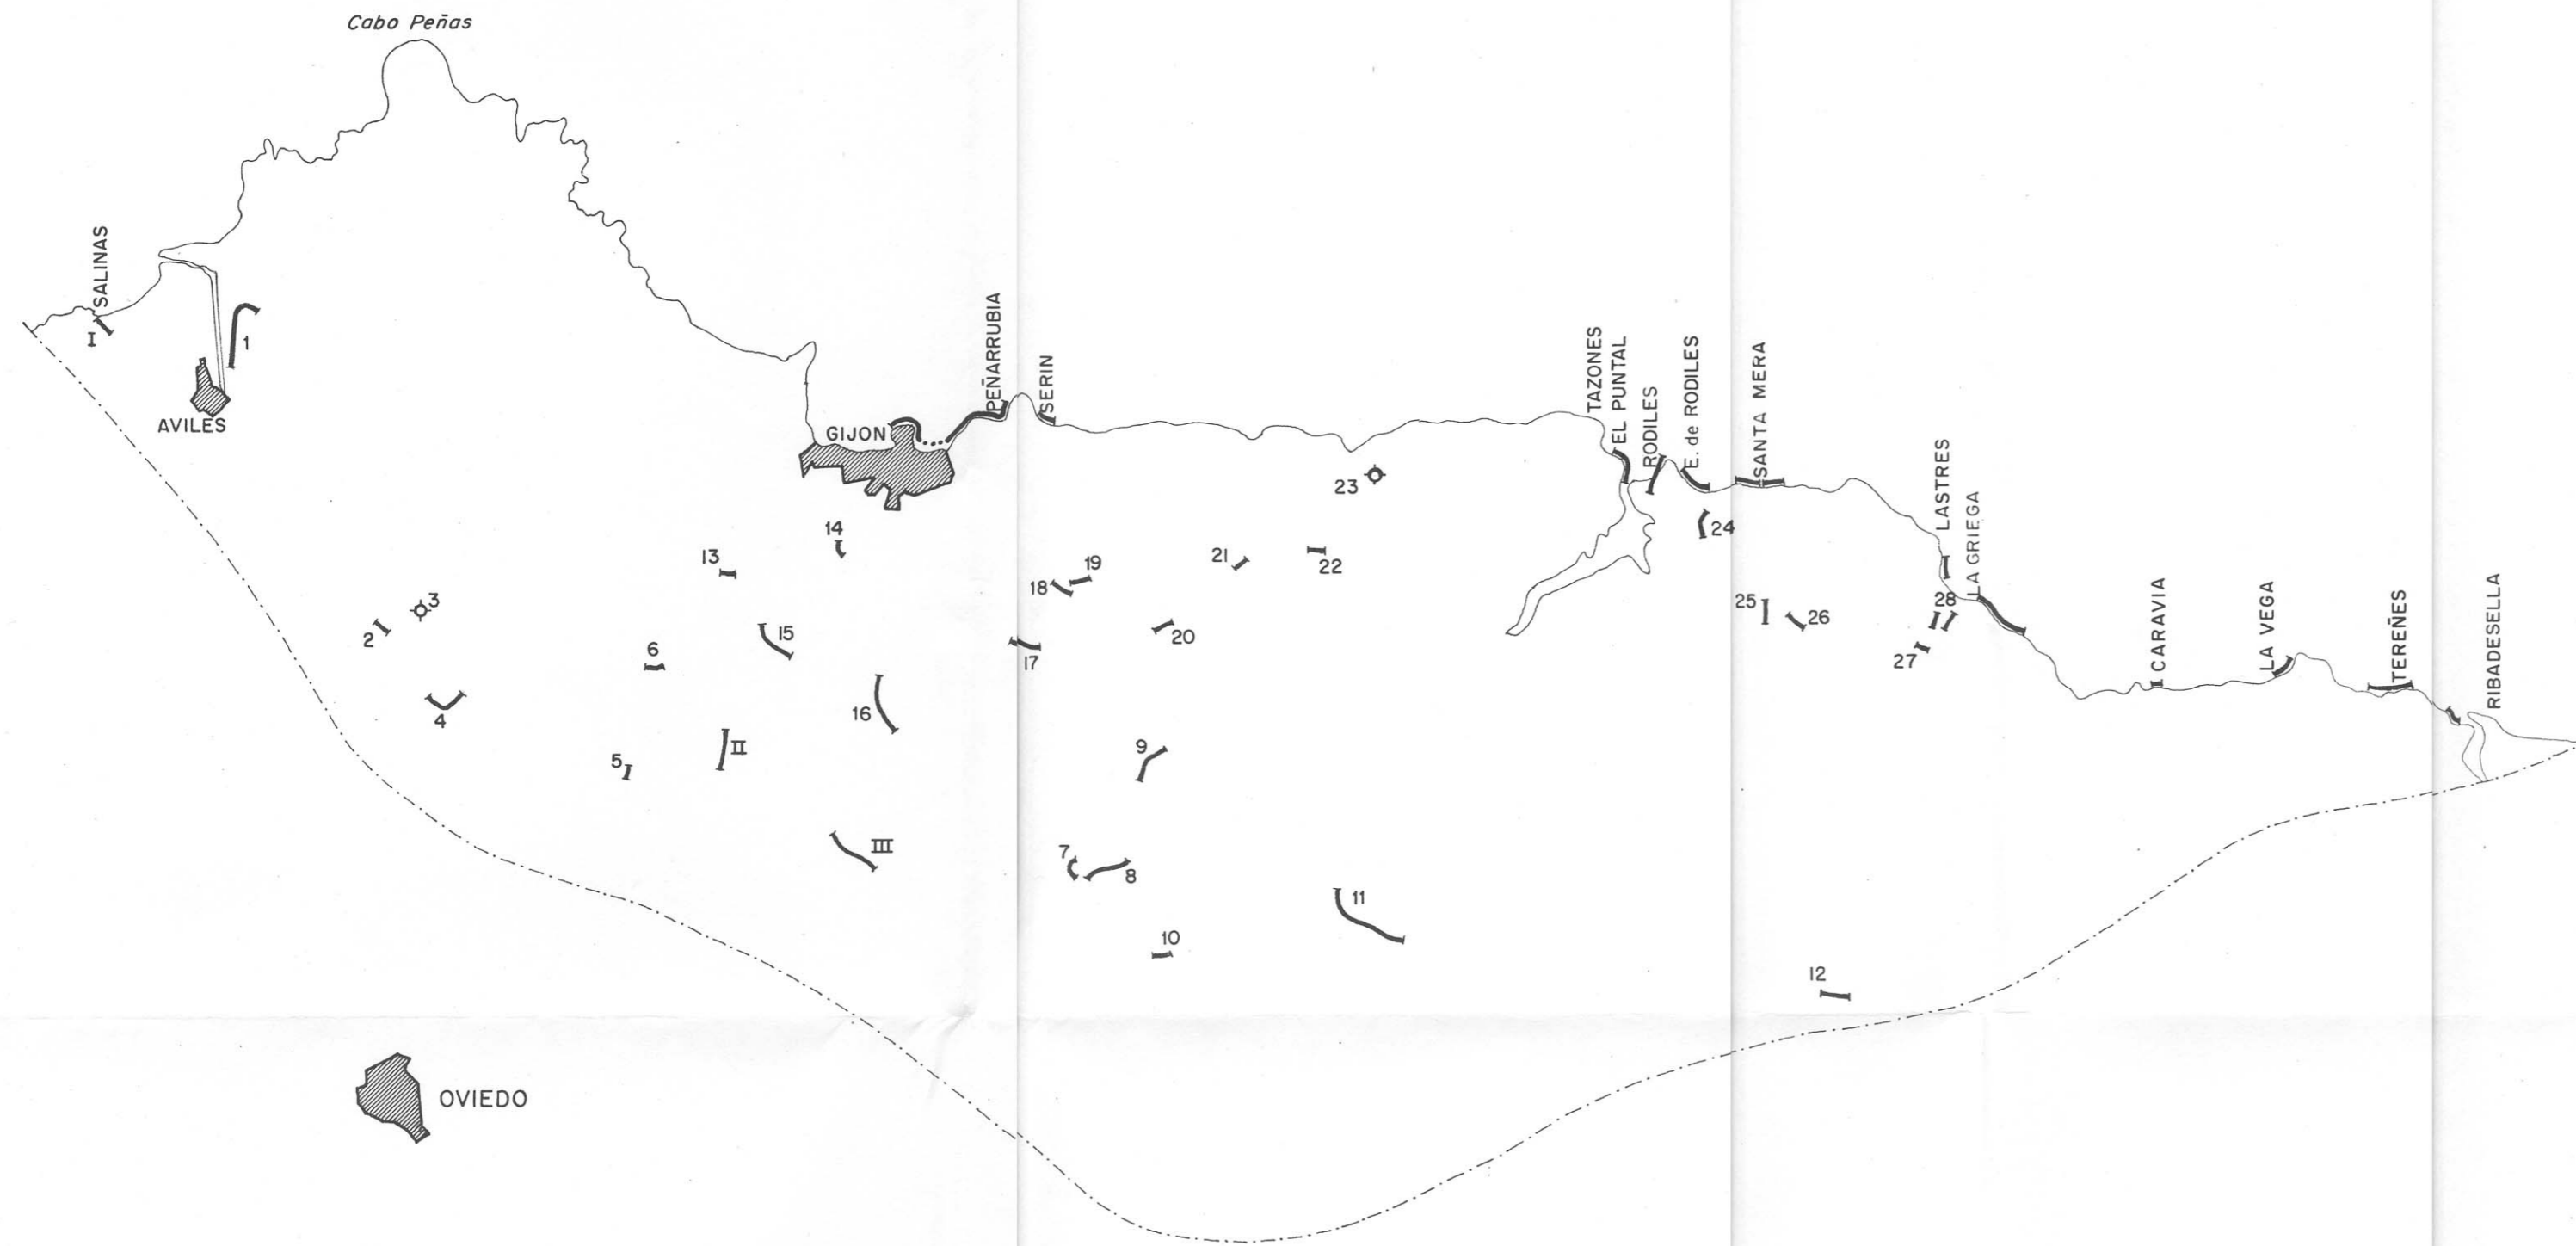 Cabo Peñas
SALINAS
I
1
AVILES
GIJON
PEÑARRUBIA
SERIN
TAZONES
EL PUNTAL
RODILES
E. de RODILES
SANTA MERA
LASTRES
LA GRIEGA
CARAVIA
LA VEGA
TEREÑES
RIBADESELLA
23
24
14
13
21
22
18
19
3
2
25
26
28
15
20
6
17
27
16
4
II
9
5
III
7
8
11
10
12
OVIEDO